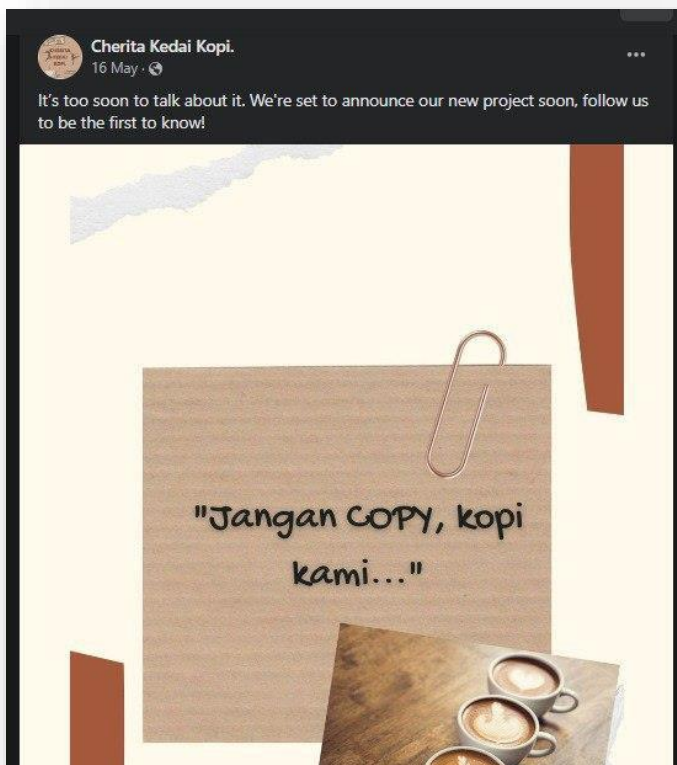 Cherita Kedai Kopi.
16 May ·
It's too soon to talk about it. We're set to announce our new project soon, follow us
to be the first to know!
"Jangan COPY, kopi
kami..."